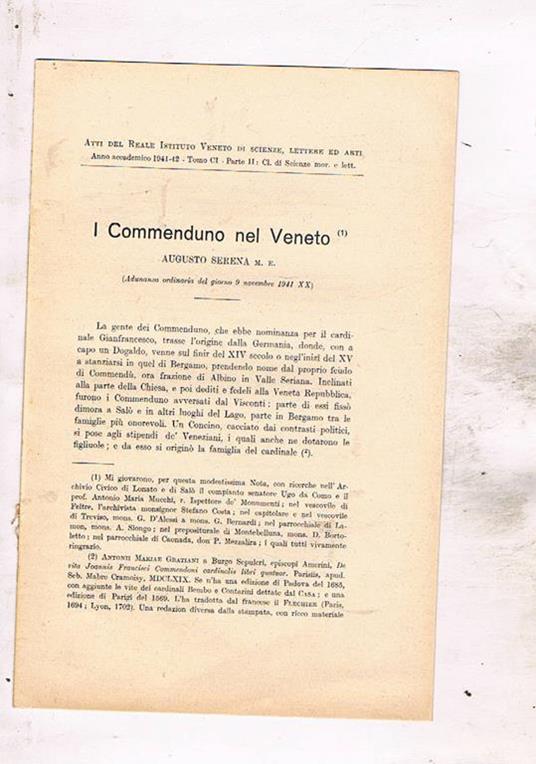 Atti del Reale Istituto Veneto di scienze, lettere ed arti
Anno accademico 1941-42 - Tomo CI - Parte II: Cl. di Scienze mor. e lett.
I Commenduno nel Veneto (1)
AUGUSTO SERENA M. E.
(Adunanza ordinaria del giorno 9 novembre 1941 XX)
La gente dei Commenduno, che ebbe nominanza per il cardi-
nale Gianfrancesco, trasse l'origine dalla Germania, donde, con a
capo un Dogaldo, venne sul finir del XIV secolo o negl'inizi del XV
a stanziarsi in quel di Bergamo, prendendo nome dal proprio feudo
di Commendù, ora frazione di Albino in Valle Seriana. Inclinati
alla parte della Chiesa, e poi dediti e fedeli alla Veneta Repubblica,
furono i Commenduno avversati dai Visconti: parte di essi fissò
dimora a Salò e in altri luoghi del Lago, parte in Bergamo tra le
famiglie più onorevoli. Un Concino, cacciato dai contrasti politici,
si pose agli stipendi de' Veneziani, i quali anche ne dotarono le
figliuole; e da esso si originò la famiglia del cardinale (2).
(1) Mi giovarono, per questa modestissima Nota, con ricerche nell'Ar-
chivio Civico di Lonato e di Salò il compianto senatore Ugo da Como e il
prof. Antonio Maria Mucchi, r. Ispettore de' Monumenti; nel vescovile di
Feltre, l'archivista monsignor Stefano Costa; nel capitolare e nel vescovile
di Treviso, mons. G. D'Alessi a mons. G. Bernardi; nel parrocchiale di La-
mon, mons. A. Slongo; nel prepositurale di Montebelluna, mons. D. Borto-
letto; nel parrocchiale di Casnada, don P. Mezzalira; i quali tutti vivamente
ringrazio.
(2) Antonii Mariae Gratiani a Burgo Sepulcri, episcopi Amerini, De
vita Joannis Francisci Commendoni cardinalis libri quatuor. Parisiis, apud.
Seb. Mabre Cramoisy, MDCLXIX. Se n'ha una edizione di Padova del 1685,
con aggiunte le vite dei cardinali Bembo e Contarini dettate dal Casa; e una
edizione di Parigi del 1569. L'ha tradotta dal francese il Flechier (Paris,
1694; Lyon, 1702). Una redazion diversa dalla stampata, con ricco materiale